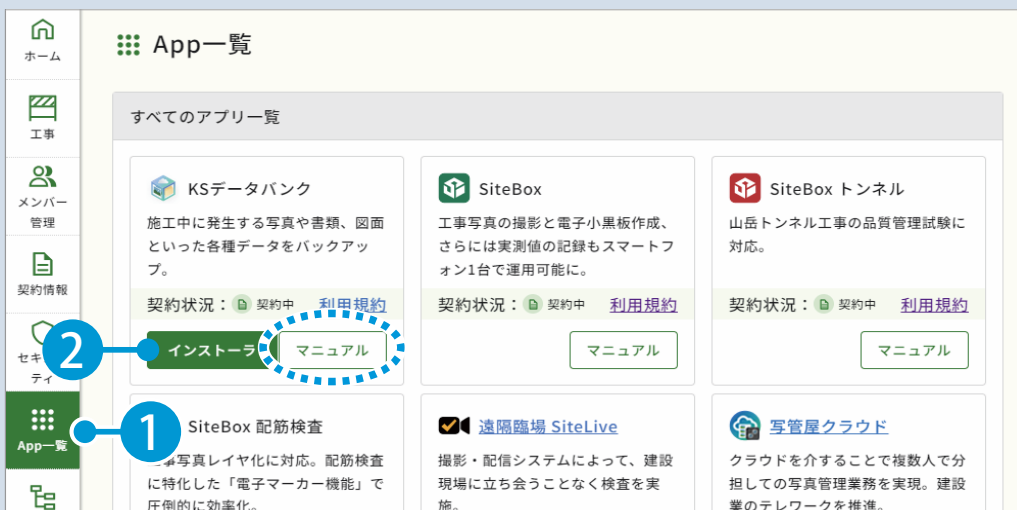 ホーム
工事
メンバー
管理
契約情報
セキ
ティ
App一覧
App一覧
すべてのアプリ一覧
KSデータバンク
施工中に発生する写真や書類、図面
といった各種データをバックアッ
プ。
契約状況：契約中 利用規約
インストーラ
マニュアル
SiteBox
工事写真の撮影と電子小黒板作成、
さらには実測値の記録もスマートフ
ォン1台で運用可能に。
契約状況：契約中 利用規約
マニュアル
SiteBox トンネル
山岳トンネル工事の品質管理試験に
対応。
契約状況：契約中 利用規約
マニュアル
2
1
SiteBox 配筋検査
事写真レイヤ化に対応。配筋検査
に特化した「電子マーカー機能」で
圧倒的に効率化。
遠隔臨場 SiteLive
撮影・配信システムによって、建設
現場に立ち会うことなく検査を実
施。
写管屋クラウド
クラウドを介することで複数人で分
担しての写真管理業務を実現。建設
業のテレワークを推進。